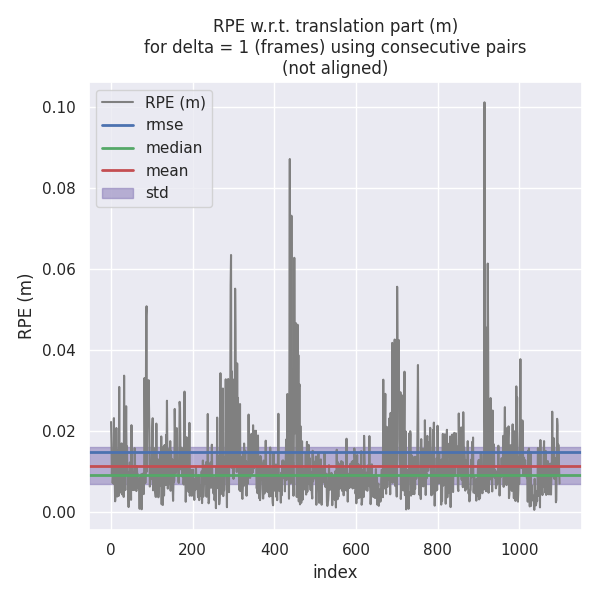 RPE w.r.t. translation part (m)
for delta = 1 (frames) using consecutive pairs
(not aligned)
RPE (m)
rmse
median
mean
std
RPE (m)
0.10
0.08
0.06
0.04
0.02
0.00
0 200 400 600 800 1000
index